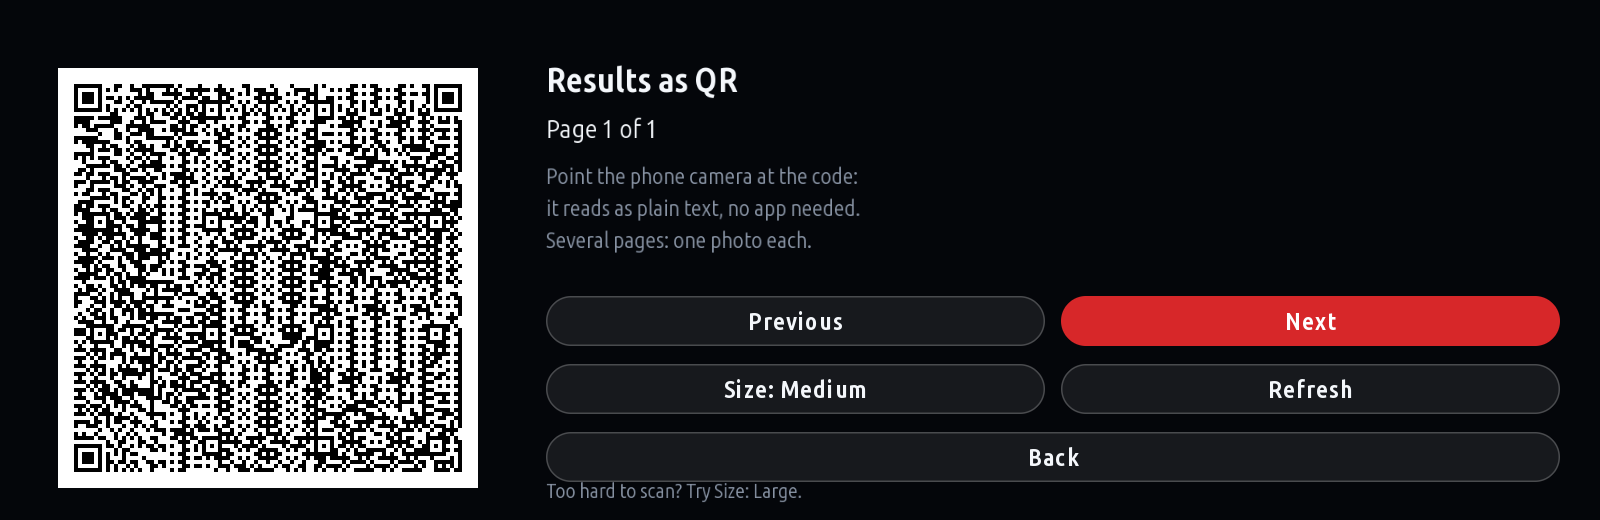 Results as QR
Page 1 of 1
Point the phone camera at the code:
it reads as plain text, no app needed.
Several pages: one photo each.
Previous
Next
Size: Medium
Refresh
Back
Too hard to scan? Try Size: Large.